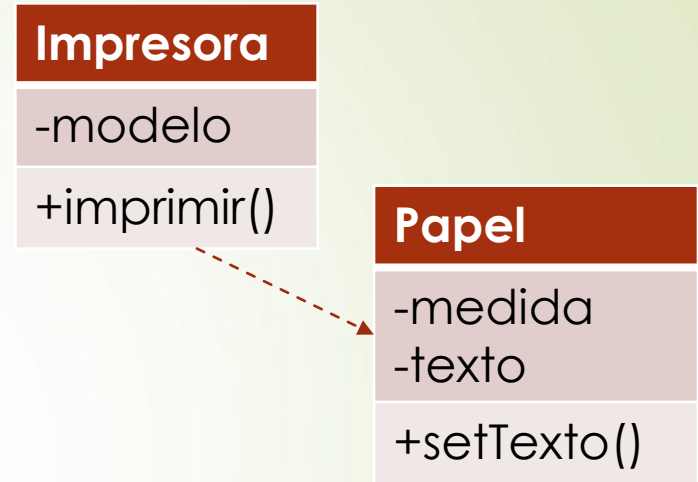 Impresora
-modelo
+imprimir()
Papel
-medida
-texto
+setTexto()